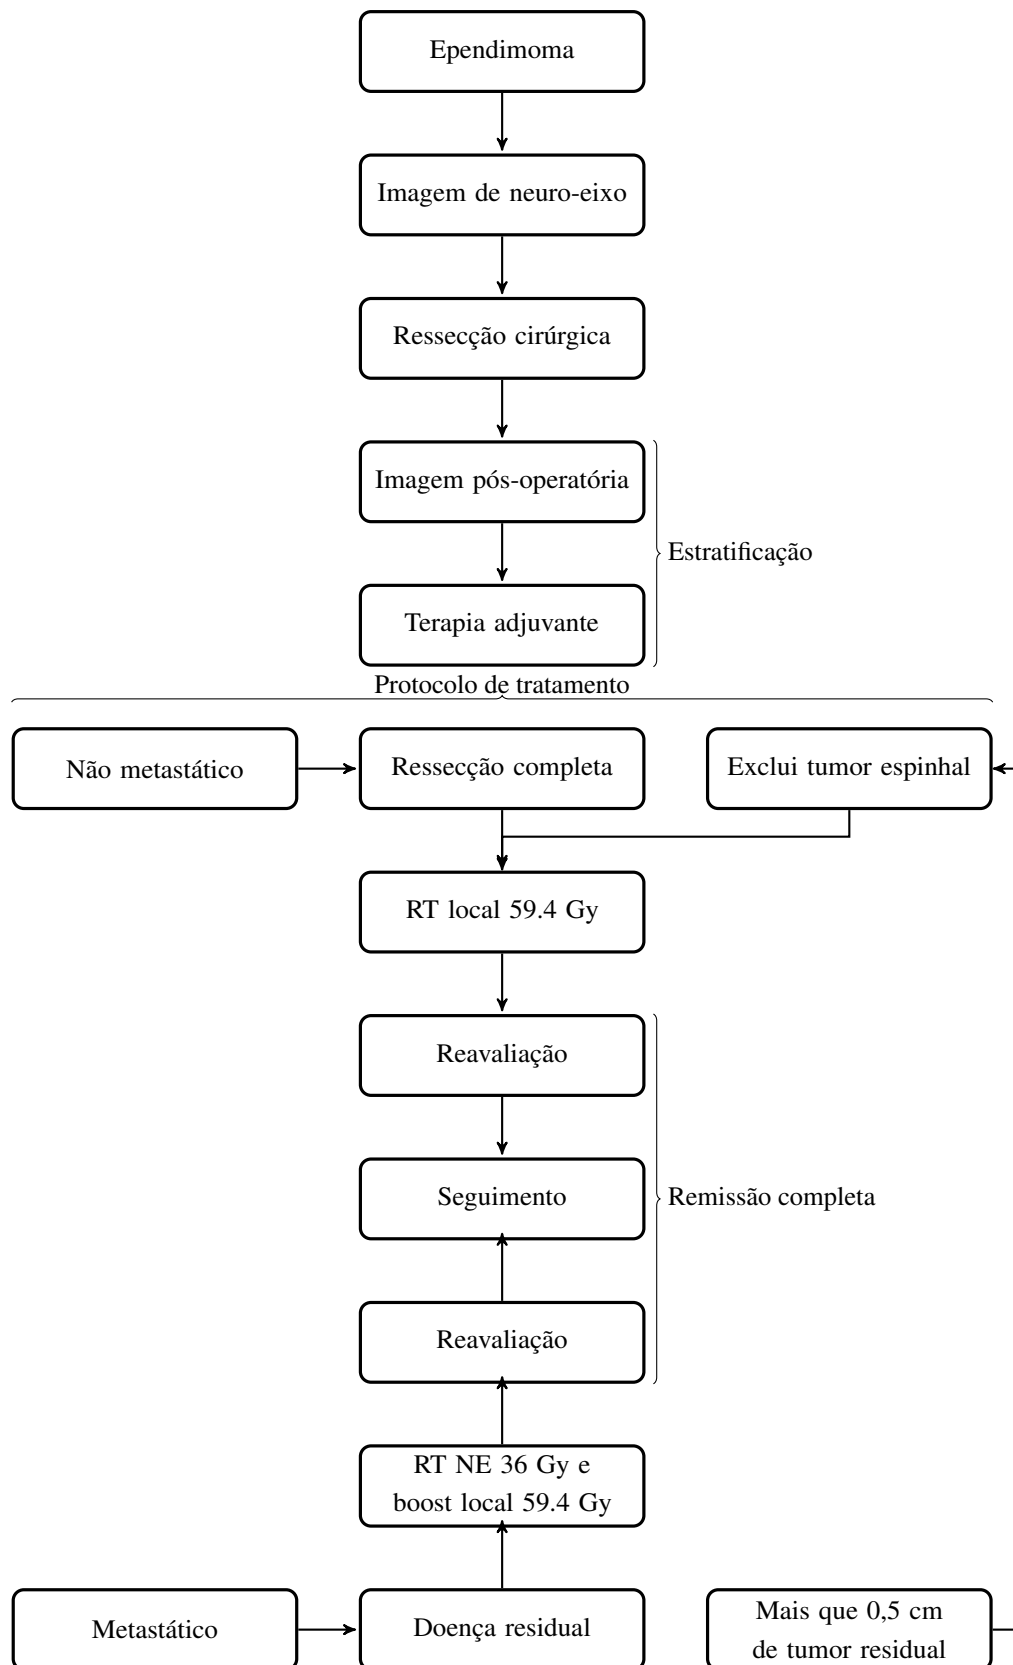 Ependimoma
Imagem de neuro-eixo
Ressecção cirúrgica
Imagem pós-operatória
Estratificação
Terapia adjuvante
Protocolo de tratamento
Não metastático
Ressecção completa
Exclui tumor espinhal
RT local 59.4 Gy
Reavaliação
Seguimento
Remissão completa
Reavaliação
RT NE 36 Gy e
boost local 59.4 Gy
Metastático
Doença residual
Mais que 0,5 cm
de tumor residual